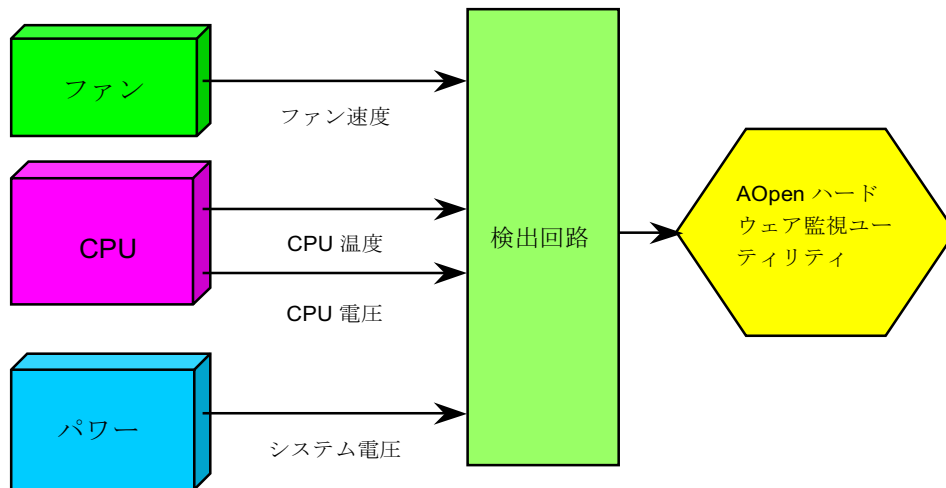 ファン
ファン速度
CPU
CPU 温度
CPU 電圧
パワー
システム電圧
検出回路
AOpen ハード
ウェア監視ユー
ティリティ